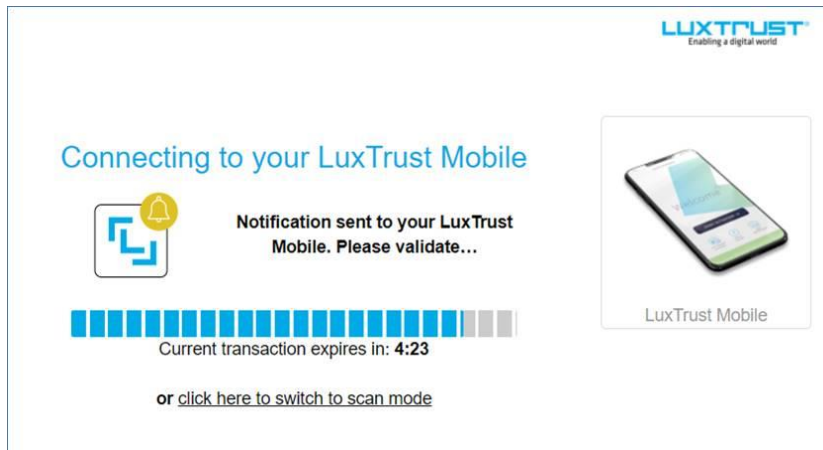 LUXTRUST®
Enabling a digital world
Connecting to your LuxTrust Mobile
Notification sent to your LuxTrust
Mobile. Please validate...
Welcome
LuxTrust Mobile
Current transaction expires in: 4:23
or click here to switch to scan mode